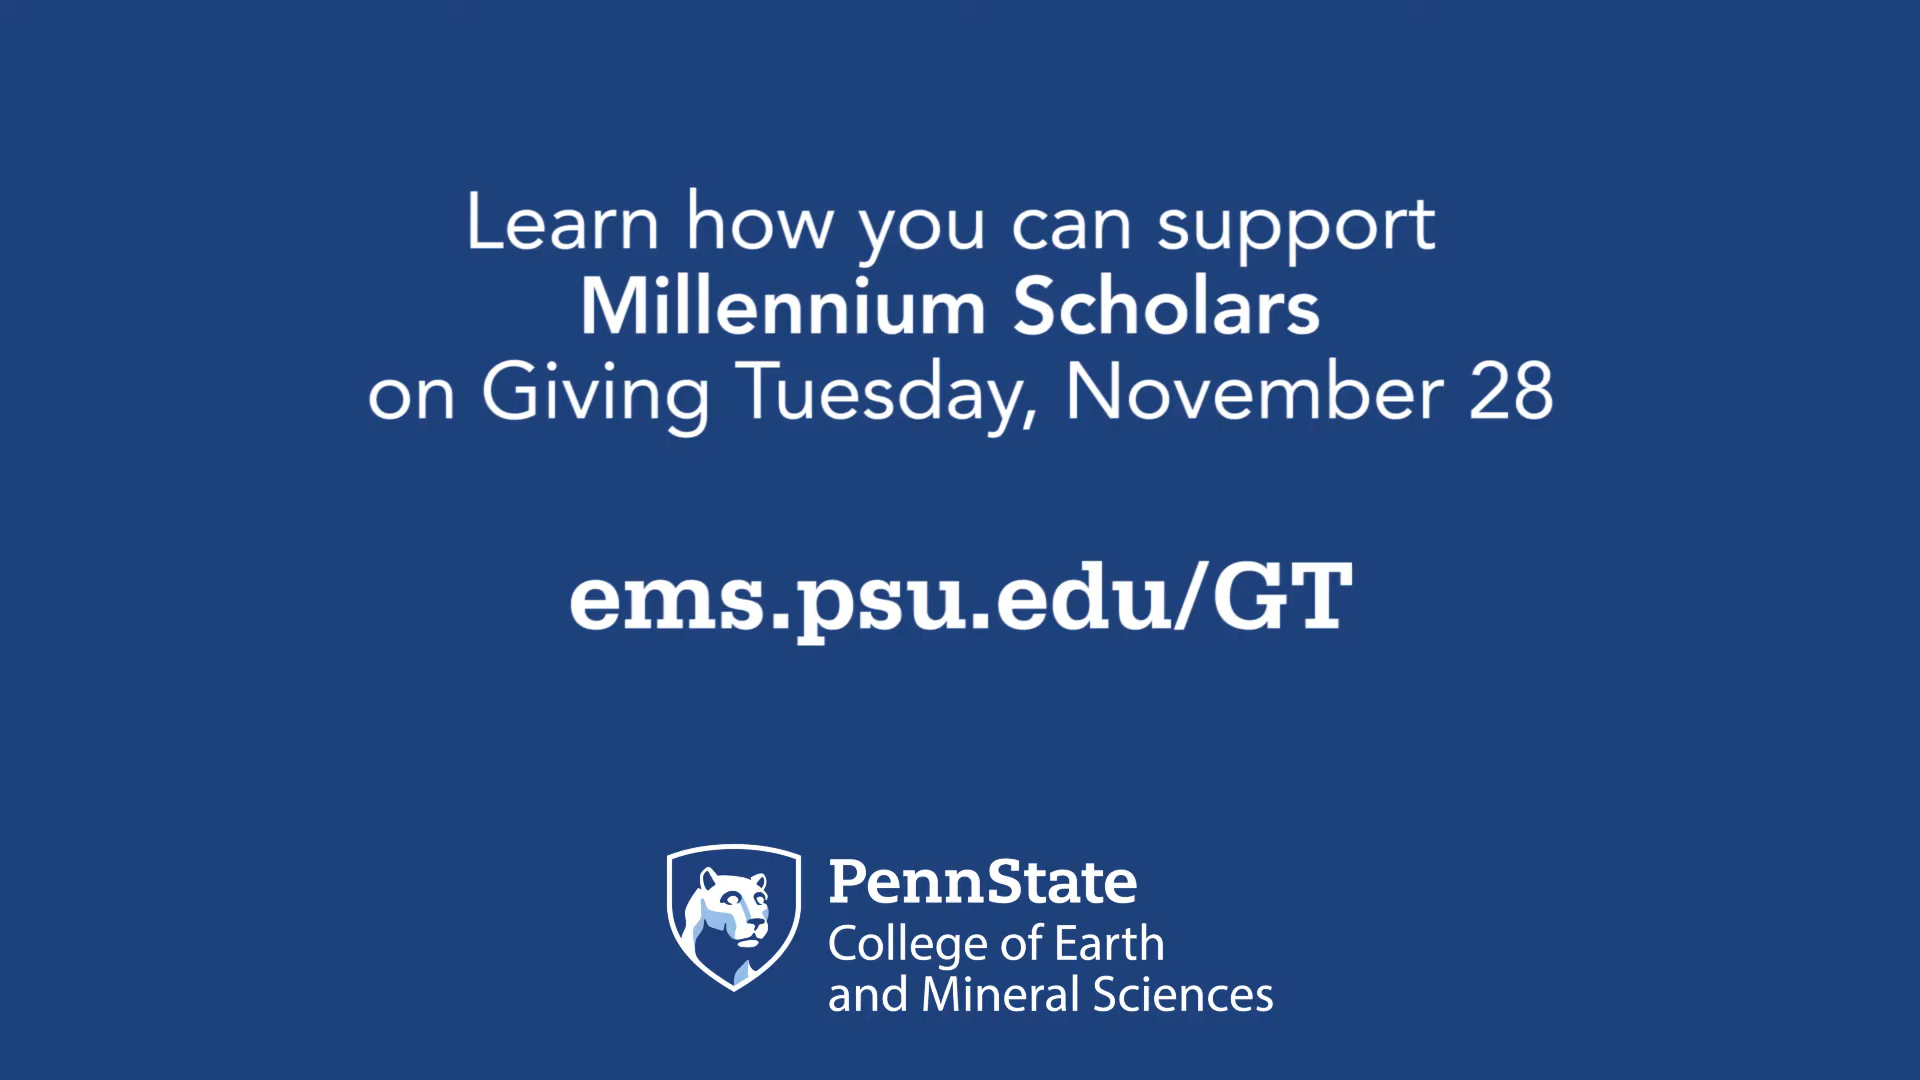 Learn how you can support
Millennium Scholars
on Giving Tuesday, November 28
ems.psu.edu/GT
PennState
College of Earth
and Mineral Sciences